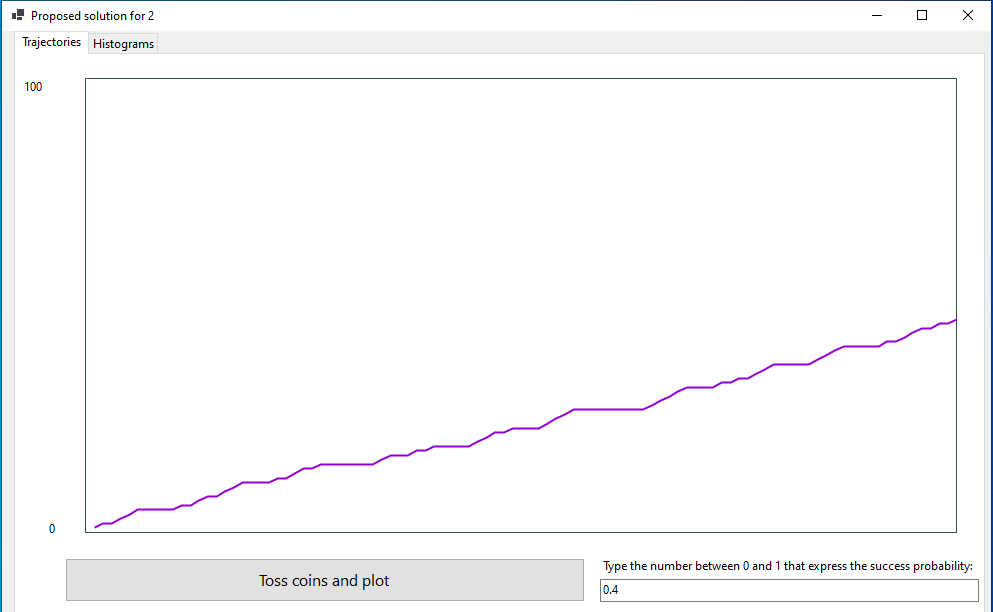 Proposed solution for 2
Trajectories
Histograms
100
0
Toss coins and plot
Type the number between 0 and 1 that express the success probability:
0.4